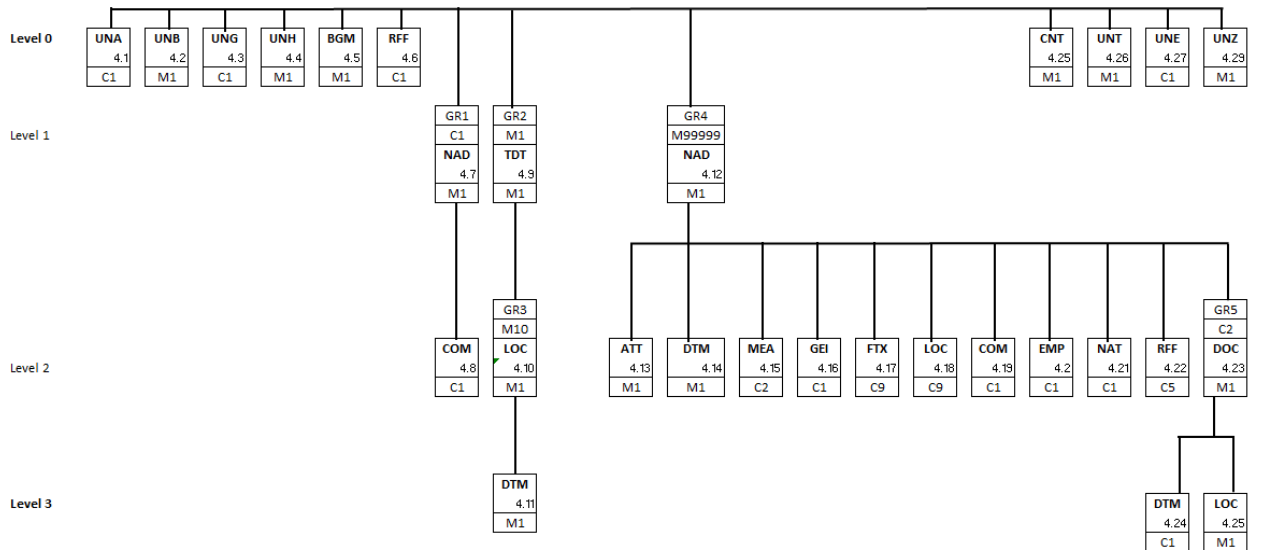 Level 0
UNA UNB UNG UNH BGM RFF CNT UNT UNE UNZ
4.1 4.2 4.3 4.4 4.5 4.6 4.25 4.26 4.27 4.29
C1 M1 C1 M1 M1 C1 M1 M1 C1 M1
GR1 GR2 GR4
Level 1
C1 M1 M99999
NAD TDT NAD
4.7 4.9 4.12
M1 M1 M1
GR3 GR5
M10 C2
COM LOC ATT DTM MEA GEI FTX LOC COM EMP NAT RFF DOC
Level 2
4.8 4.10 4.13 4.14 4.15 4.16 4.17 4.18 4.19 4.2 4.21 4.22 4.23
C1 M1 M1 M1 C2 C1 C9 C9 C1 C1 C1 C5 M1
DTM
Level 3
4.11
M1
DTM LOC
4.24 4.25
C1 M1